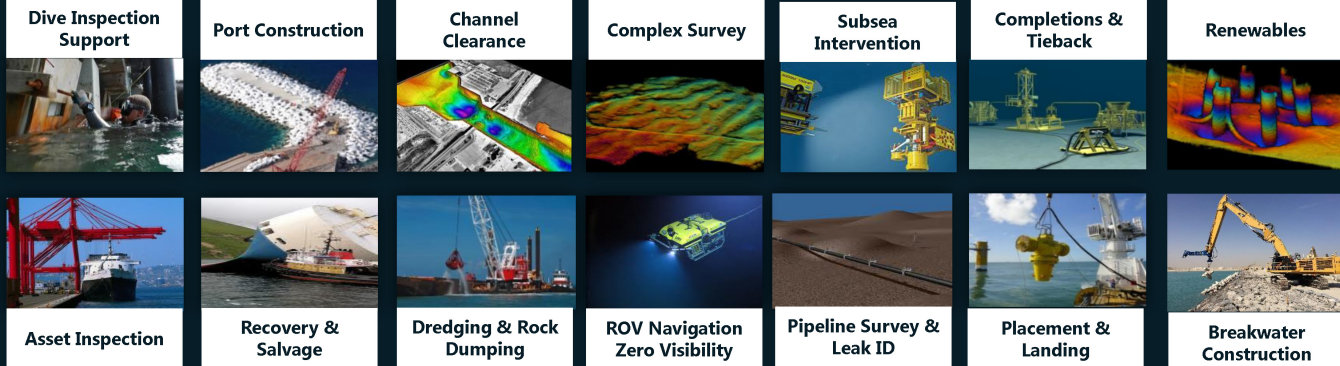 Dive Inspection
Support
Port Construction
Channel
Clearance
Complex Survey
Subsea
Intervention
Completions &
Tieback
Renewables
Asset Inspection
Recovery &
Salvage
Dredging & Rock
Dumping
ROV Navigation
Zero Visibility
Pipeline Survey &
Leak ID
Placement &
Landing
Breakwater
Construction